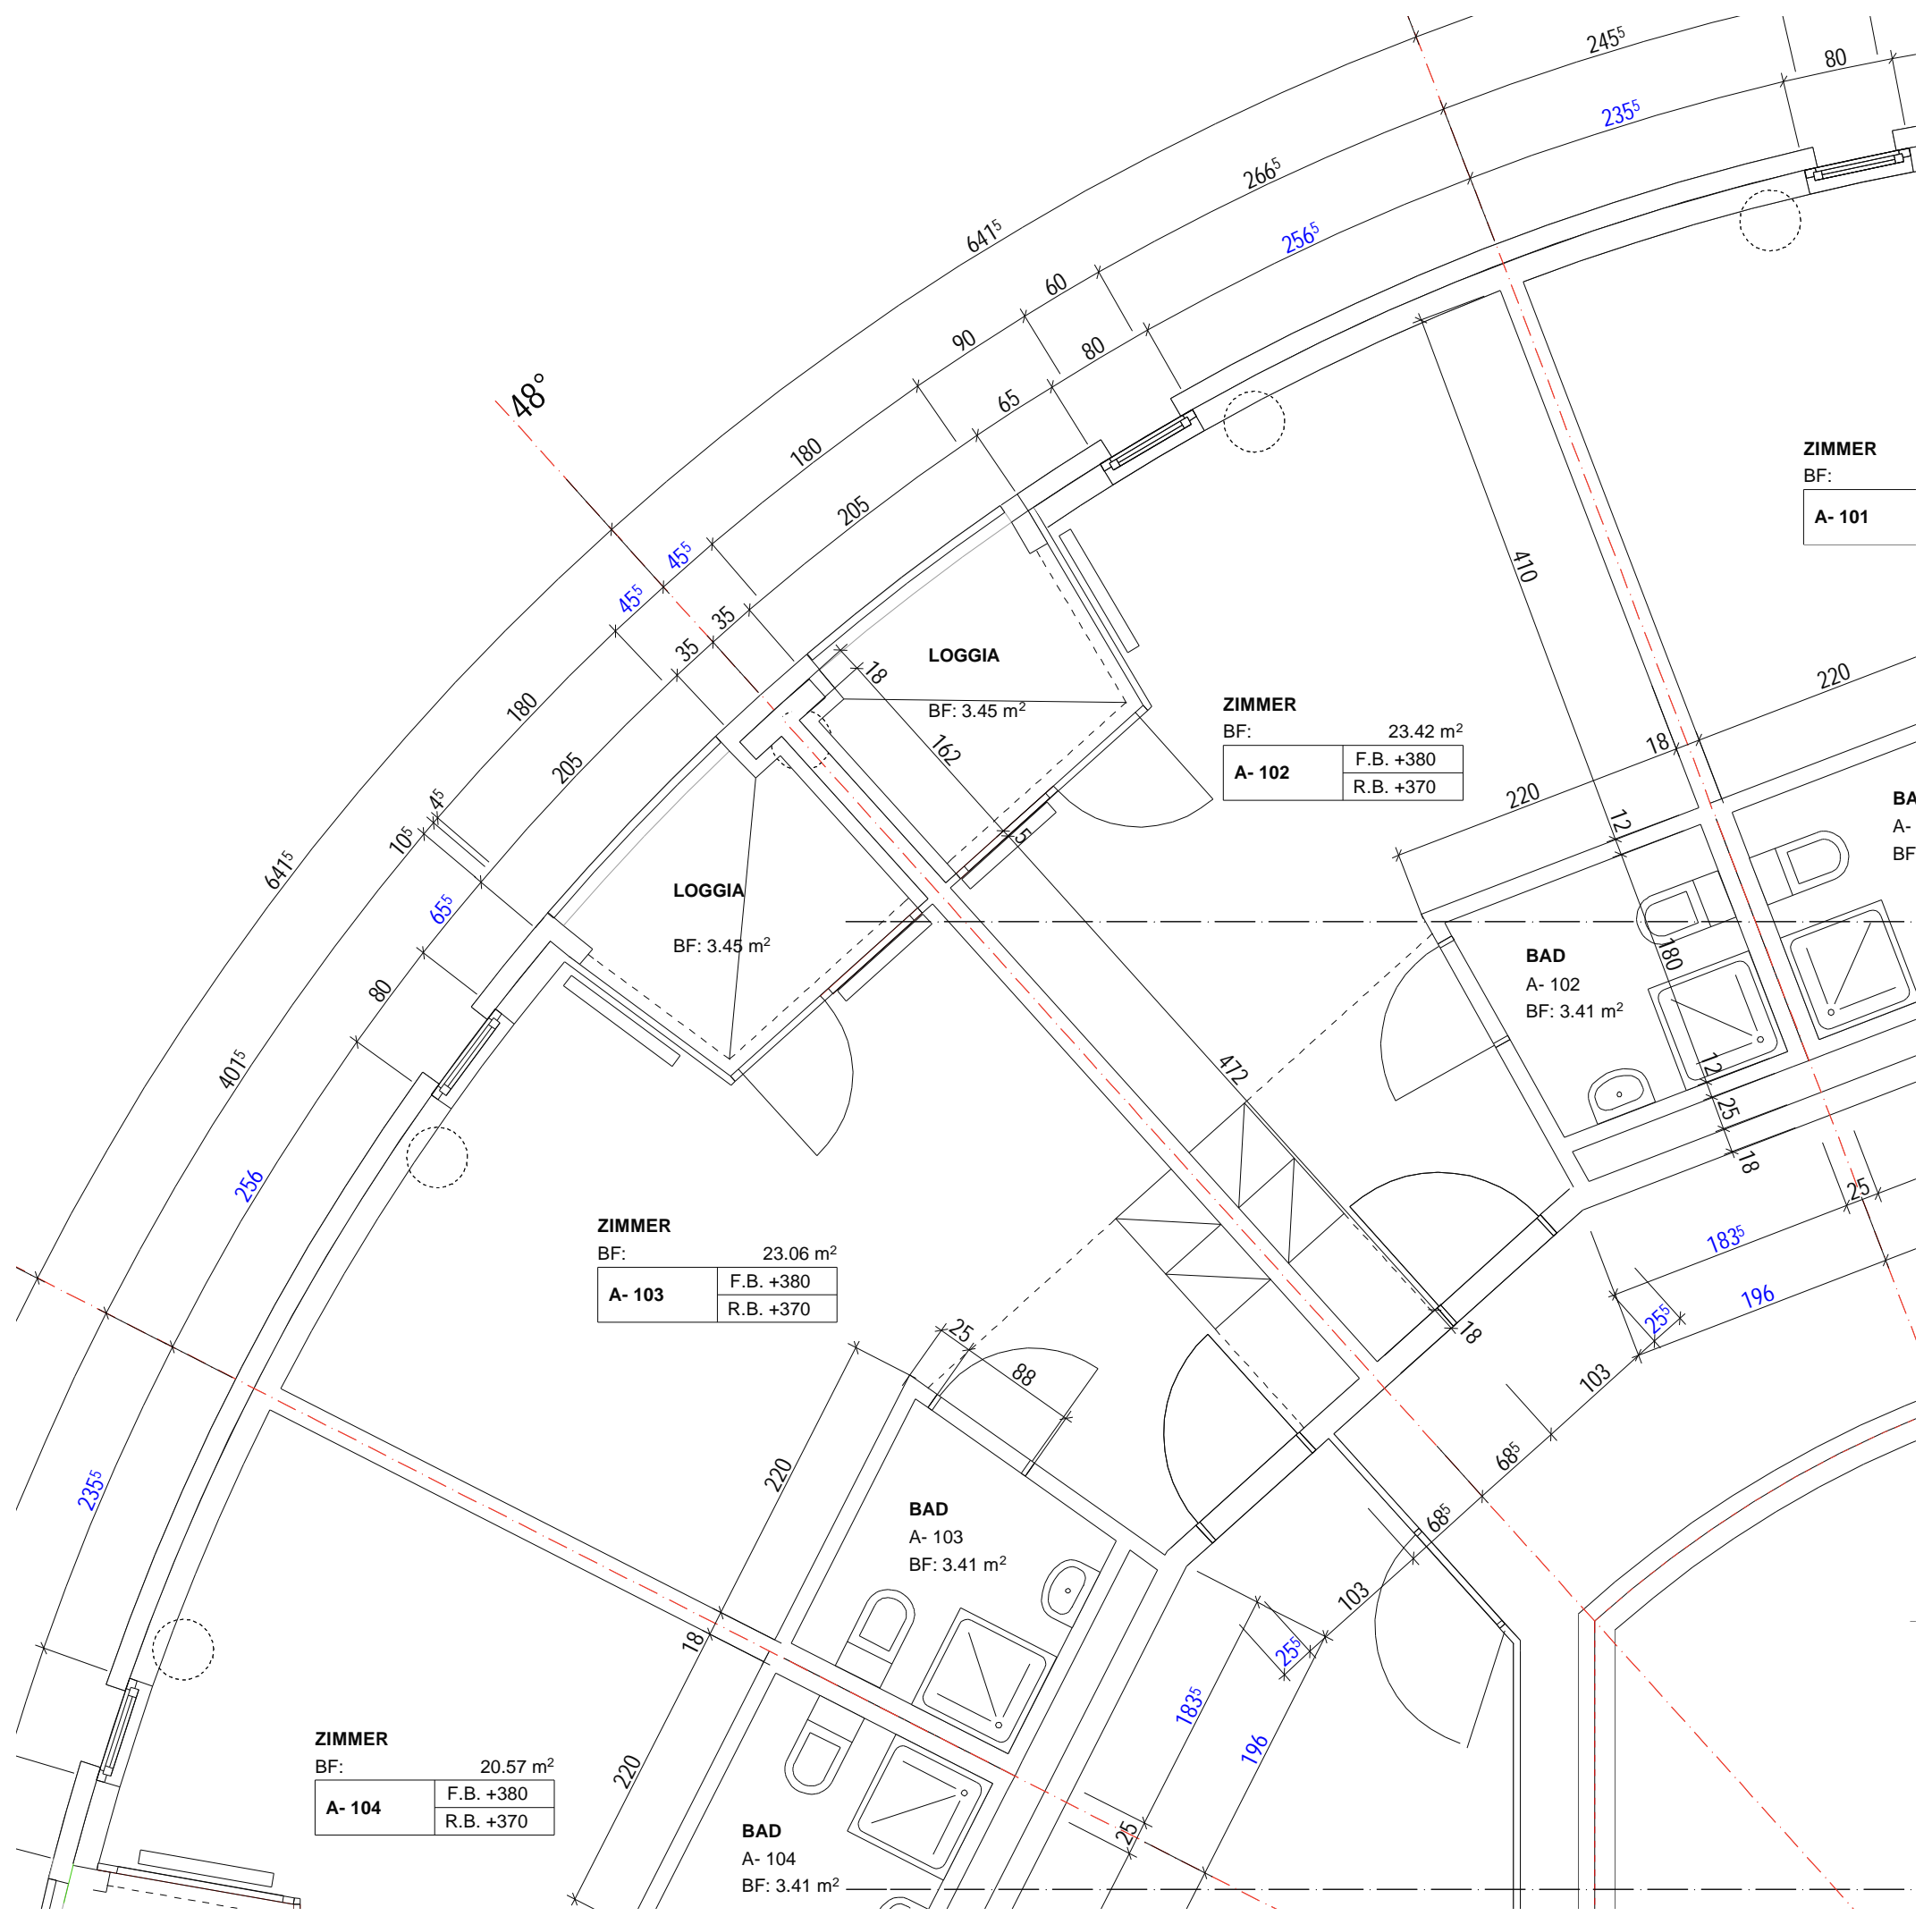 245⁵
80
235⁵
266⁵
256⁵
641⁵
60
90
80
65
48°
180
205
45⁵
45⁵
35
35
18
LOGGIA
BF: 3.45 m²
162
5
ZIMMER
BF:
A- 101
410
ZIMMER
BF: 23.42 m²
A- 102
F.B. +380
R.B. +370
220
18
220
12
180
205
4⁵
10⁵
641⁵
65⁵
80
401⁵
256
LOGGIA
BF: 3.45 m²
BA
A-
BF
BAD
A- 102
BF: 3.41 m²
180
12
25
18
25
472
183⁵
196
25⁵
103
18
68⁵
68⁵
103
25⁵
ZIMMER
BF: 23.06 m²
A- 103
F.B. +380
R.B. +370
25
88
220
235⁵
BAD
A- 103
BF: 3.41 m²
18
183⁵
196
220
25
ZIMMER
BF: 20.57 m²
A- 104
F.B. +380
R.B. +370
BAD
A- 104
BF: 3.41 m²